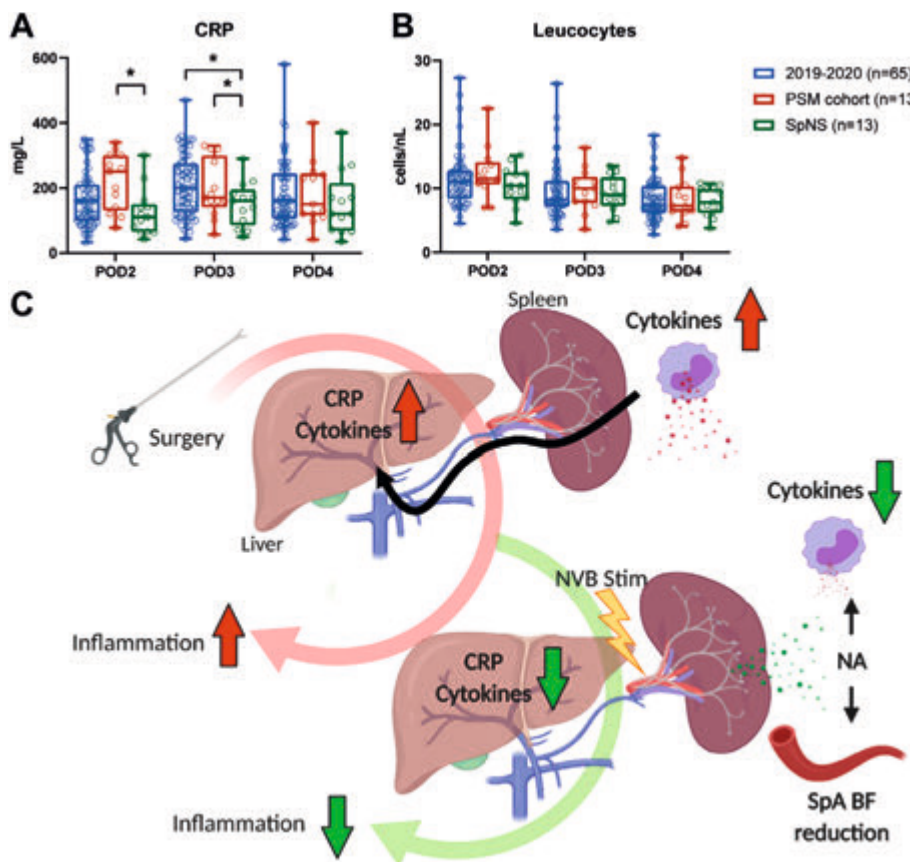 A
CRP
600
400
200
0
mg/L
*
*
*
POD2
POD3
POD4
B
Leucocytes
30
20
10
0
cells/nL
POD2
POD3
POD4
2019-2020 (n=65)
PSM cohort (n=13
SpNS (n=13)
C
Spleen
Cytokines
Surgery
CRP
Cytokines
Liver
Cytokines
NVB Stim
Inflammation
CRP
Cytokines
NA
Inflammation
SpA BF
reduction